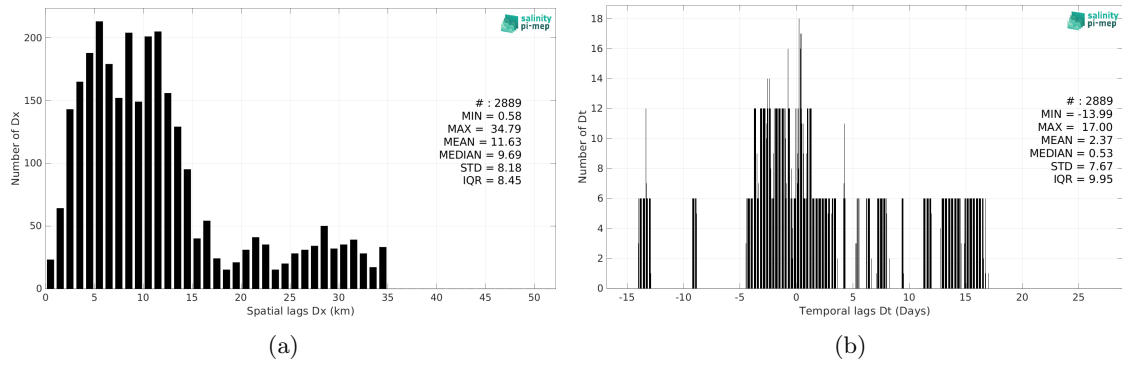 salinity
pi-mep
200
150
100
50
0
Number of Dx
# : 2889
MIN = 0.58
MAX = 34.79
MEAN = 11.63
MEDIAN = 9.69
STD = 8.18
IQR = 8.45
0 5 10 15 20 25 30 35 40 45 50
Spatial lags Dx (km)
(a)
salinity
pi-mep
18
16
14
12
10
8
6
4
2
0
Number of Dt
# : 2889
MIN = -13.99
MAX = 17.00
MEAN = 2.37
MEDIAN = 0.53
STD = 7.67
IQR = 9.95
-15 -10 -5 0 5 10 15 20 25
Temporal lags Dt (Days)
(b)